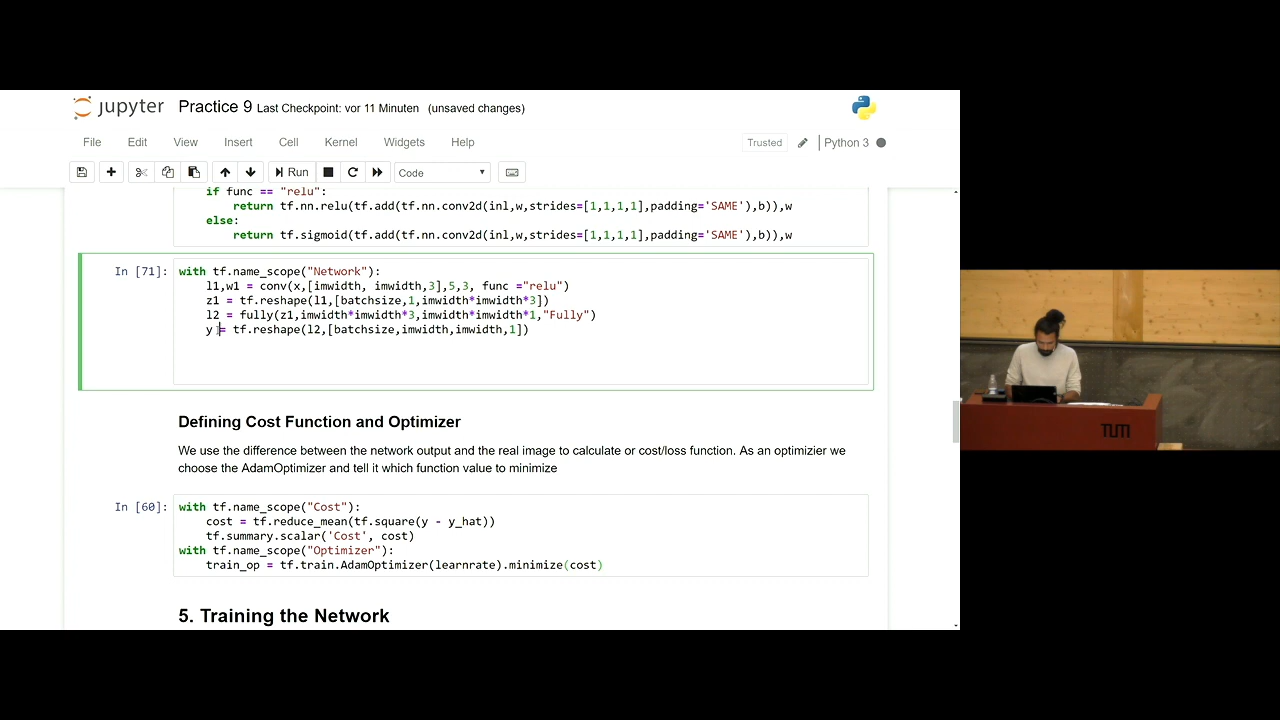 jupyter Practice 9 Last Checkpoint: vor 11 Minuten (unsaved changes)
File Edit View Insert Cell Kernel Widgets Help Trusted Python 3
Run Code
if func == "relu":
return tf.nn.relu(tf.add(tf.nn.conv2d(inl,w,strides=[1,1,1,1],padding='SAME'),b)),w
else:
return tf.sigmoid(tf.add(tf.nn.conv2d(inl,w,strides=[1,1,1,1],padding='SAME'),b)),w
In [71]: with tf.name_scope("Network"):
l1,w1 = conv(x,[imwidth, imwidth,3],5,3, func ="relu")
z1 = tf.reshape(l1,[batchsize,1,imwidth*imwidth*3])
l2 = fully(z1,imwidth*imwidth*3,imwidth*imwidth*1,"Fully")
y = tf.reshape(l2,[batchsize,imwidth,imwidth,1])
Defining Cost Function and Optimizer
We use the difference between the network output and the real image to calculate or cost/loss function. As an optimizier we
choose the AdamOptimizer and tell it which function value to minimize
In [60]: with tf.name_scope("Cost"):
cost = tf.reduce_mean(tf.square(y - y_hat))
tf.summary.scalar('Cost', cost)
with tf.name_scope("Optimizer"):
train_op = tf.train.AdamOptimizer(learnrate).minimize(cost)
5. Training the Network
TUM